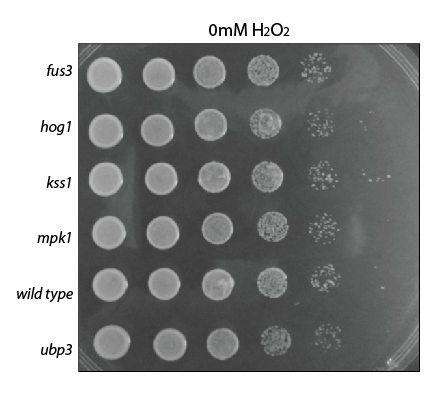 0mM H₂O₂
fus3
hog1
kss1
mpk1
wild type
ubp3